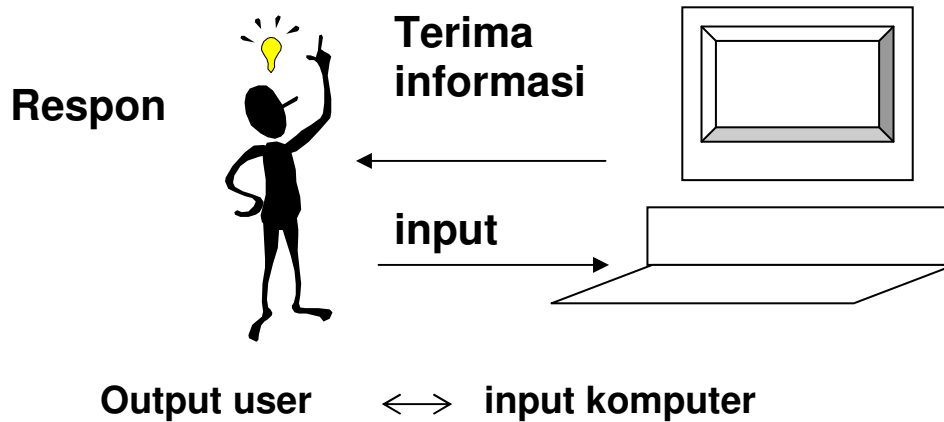 Terima
informasi
Respon
input
Output user ↔ input komputer